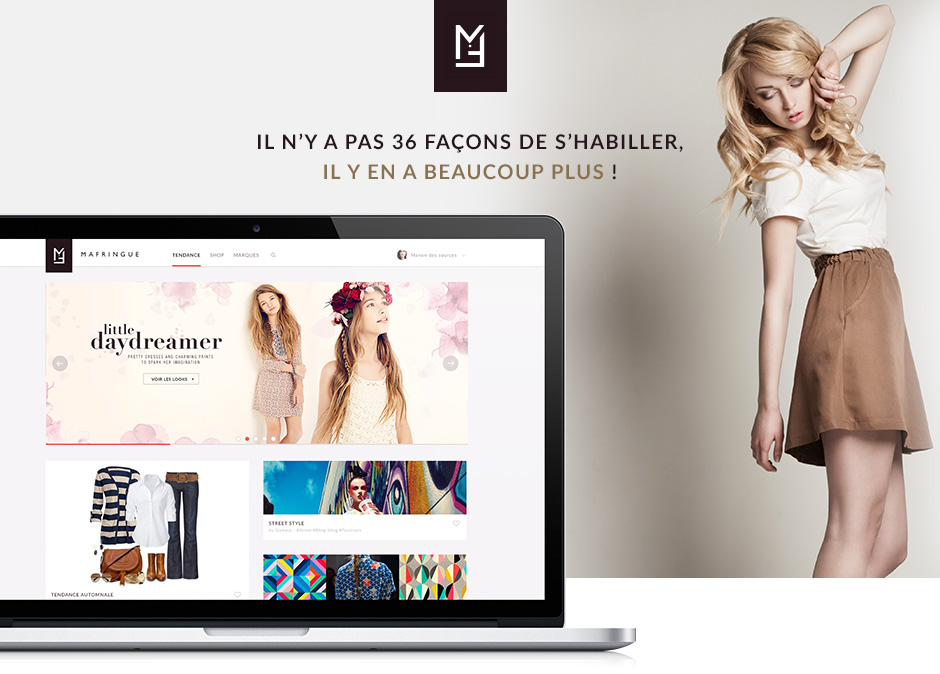 IL N’Y A PAS 36 FAÇONS DE S’HABILLER,
IL Y EN A BEAUCOUP PLUS !
MAFRINGUE
TENDANCE SHOP MARQUES
Manon des sources
little
daydreamer
PRETTY DRESSES AND CHARMING PRINTS
TO SPARK HER IMAGINATION
VOIR LES LOOKS
STREET STYLE
TENDANCE AUTOMNALE